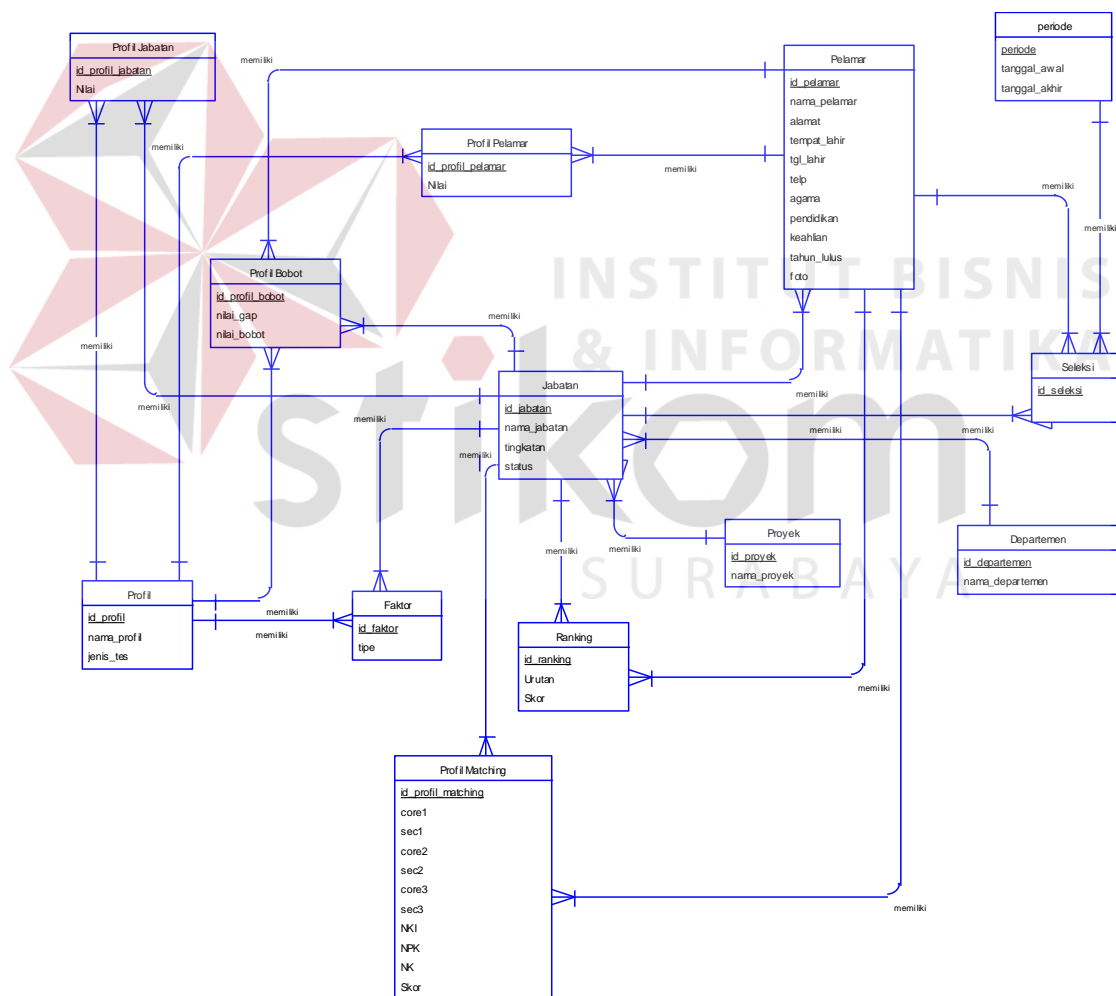 periode
periode
tanggal_awal
tanggal_akhir
Profil Jabatan
id_profil_jabatan
Nilai
memiliki
Pelamar
id_pelamar
nama_pelamar
alamat
tempat_lahir
tgl_lahir
telp
agama
pendidikan
keahlian
tahun_lulus
foto
memiliki
Profil Pelamar
id_profil_pelamar
Nilai
memiliki
memiliki
memiliki
Profil Bobot
id_profil_bobot
nilai_gap
nilai_bobot
INSTITUT BISNIS
& INFORMATIKA
stikom
SURABAYA
memiliki
memiliki
Seleksi
id_seleksi
Jabatan
id_jabatan
nama_jabatan
tingkatan
status
memiliki
memiliki
memiliki
memiliki
memiliki
Proyek
id_proyek
nama_proyek
Departemen
id_departemen
nama_departemen
memiliki
memiliki
Profil
id_profil
nama_profil
jenis_tes
memiliki
memiliki
Faktor
id_faktor
tipe
Ranking
id_ranking
Urutan
Skor
memiliki
Profil Matching
id_profil_matching
core1
sec1
core2
sec2
core3
sec3
NKI
NPK
NK
Skor
memiliki